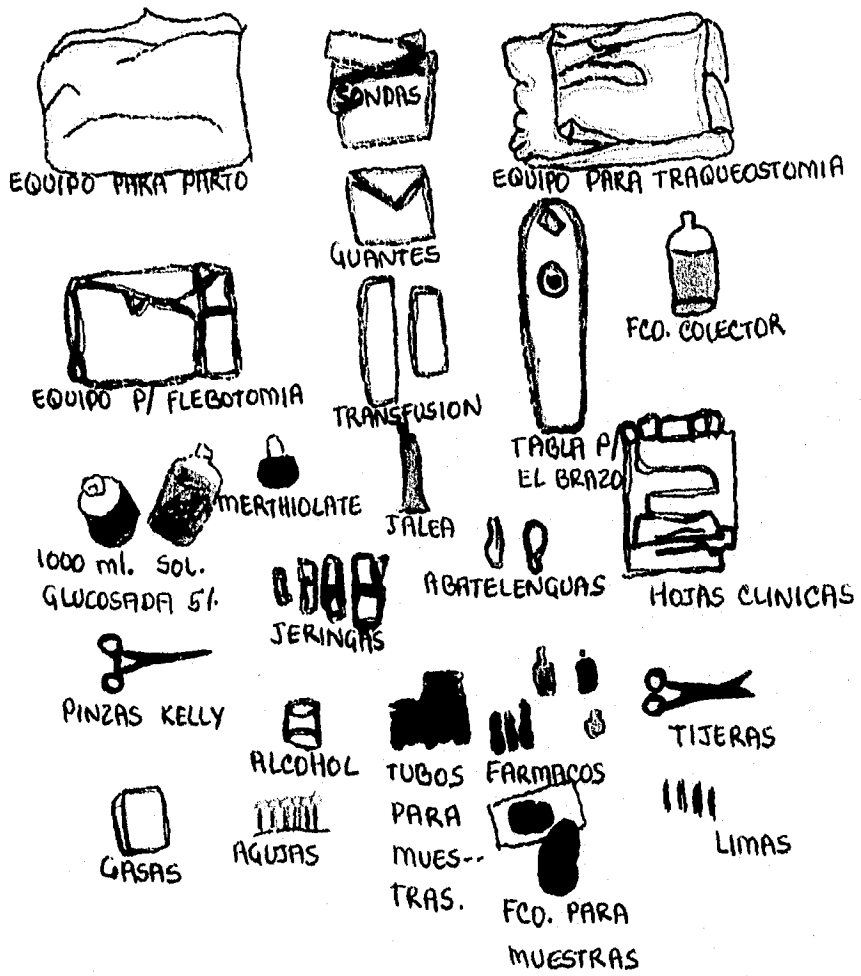 SONDAS
EQUIPO PARA PARTO
EQUIPO PARA TRAQUEOSTOMIA
GUANTES
FCO. COLECTOR
EQUIPO P/ FLEBOTOMIA
TRANSFUSION
TABLA P/
EL BRAZO
MERTHIOLATE
JALEA
1000 ml. SOL.
GLUCOSADA 5%
ABATELENGUAS
HOJAS CLINICAS
JERINGAS
PINZAS KELLY
TIJERAS
ALCOHOL
TUBOS
PARA
MUES--
TRAS.
FARMACOS
LIMAS
GASAS
AGUJAS
FCO. PARA
MUESTRAS